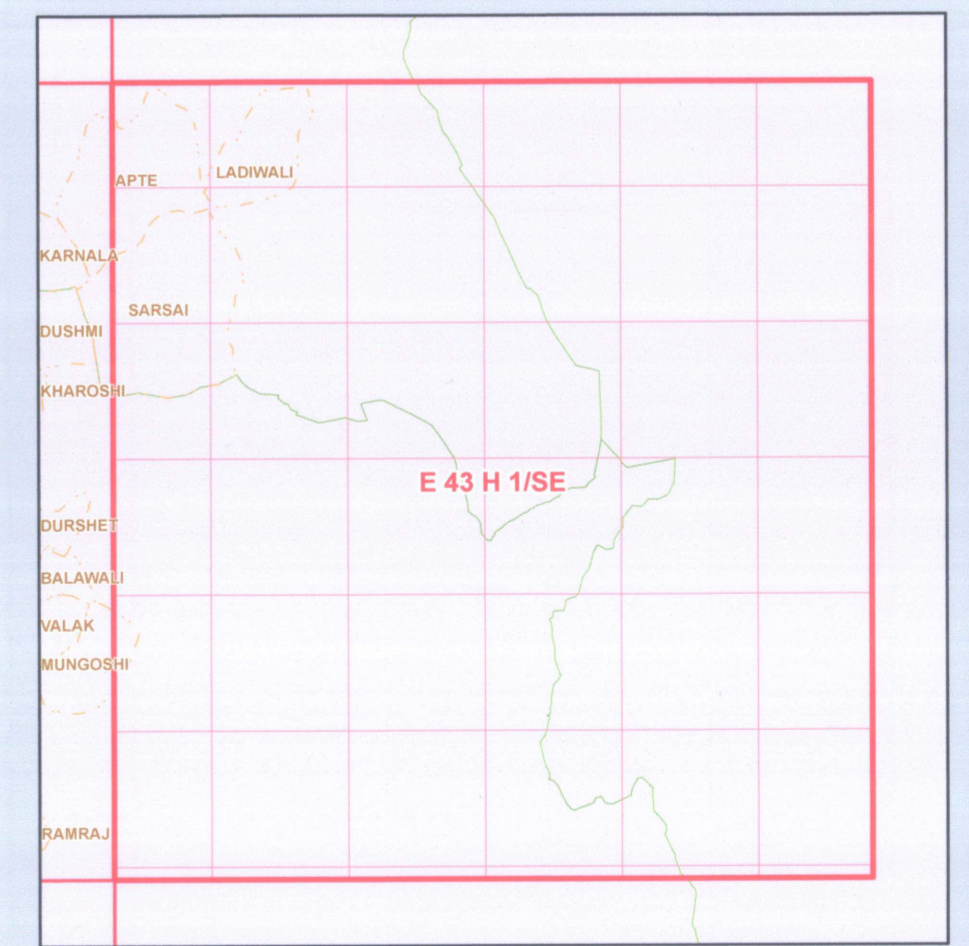 APTE
LADIWALI
KARNALA
SARSAI
DUSHMI
KHAROSHI
E 43 H 1/SE
DURSHET
BALAWALI
VALAK
MUNGOSHI
RAMRAJ